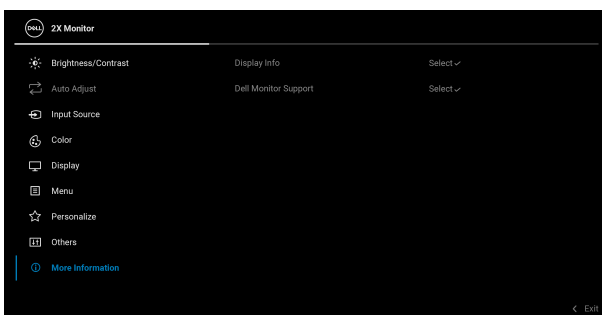 DELL 2X Monitor
Brightness/Contrast Display Info Select
Auto Adjust Dell Monitor Support Select
Input Source
Color
Display
Menu
Personalize
Others
More Information
Exit